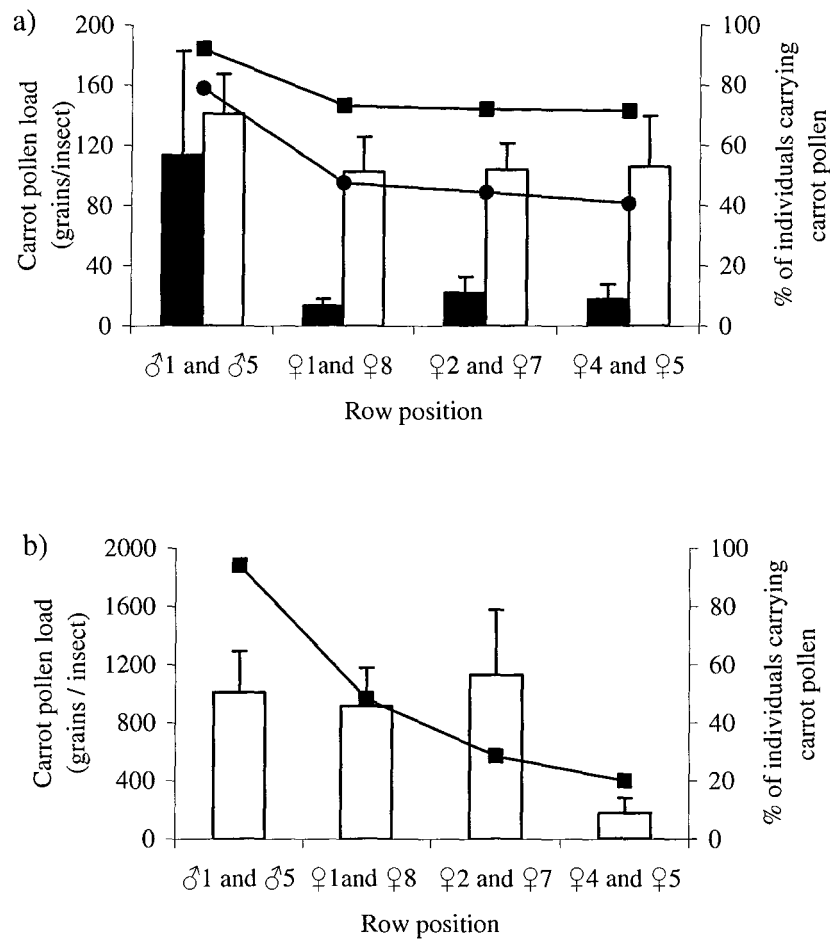 a)
200
160
120
80
40
0
Carrot pollen load
(grains/insect)
100
80
60
40
20
0
% of individuals carrying
carrot pollen
♂1 and ♂5 ♀1and ♀8 ♀2 and ♀7 ♀4 and ♀5
Row position
b)
2000
1600
1200
800
400
0
Carrot pollen load
(grains / insect)
100
80
60
40
20
0
% of individuals carrying
carrot pollen
♂1 and ♂5 ♀1and ♀8 ♀2 and ♀7 ♀4 and ♀5
Row position